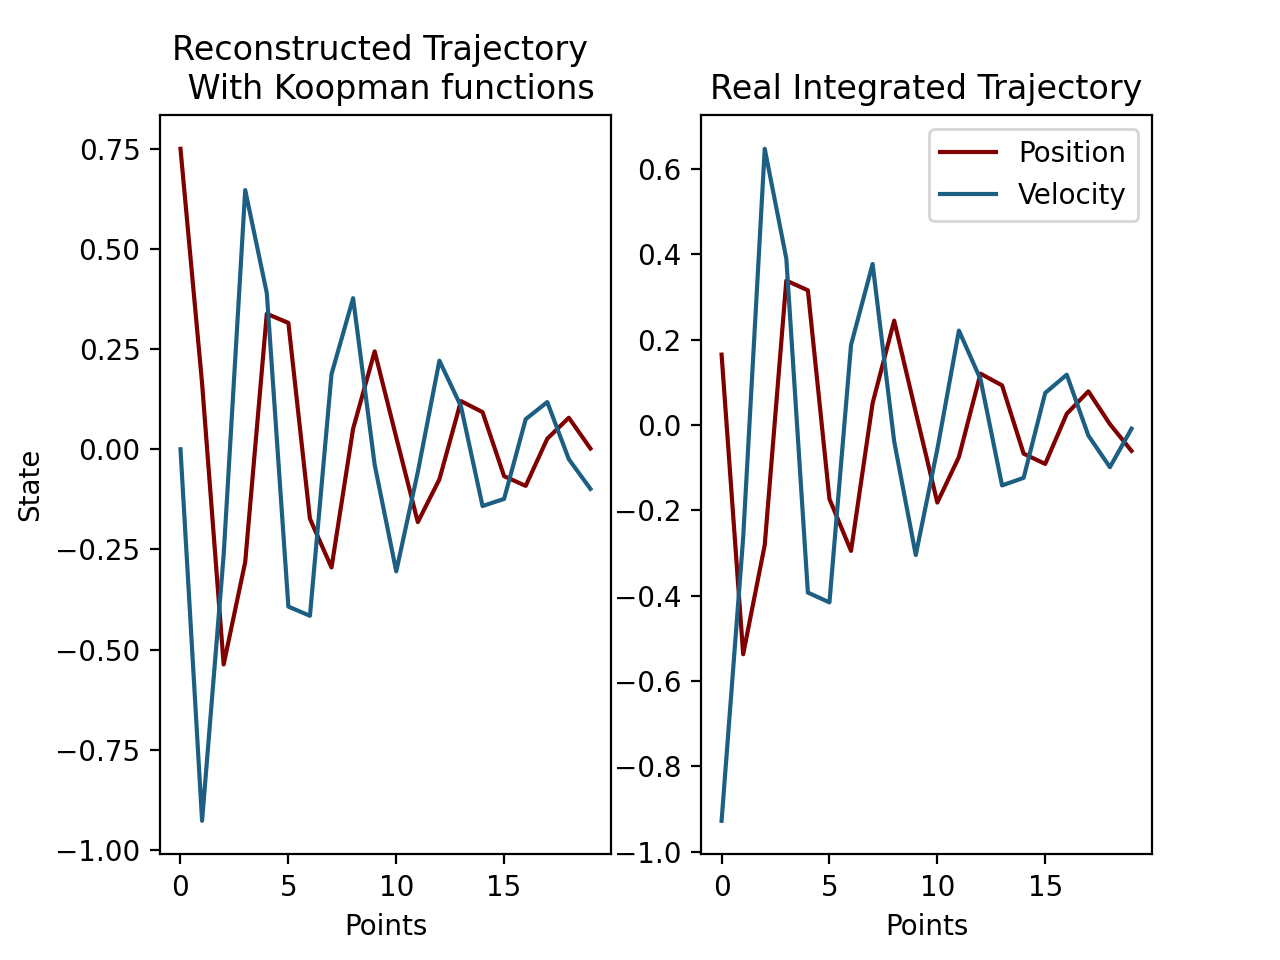 Reconstructed Trajectory
With Koopman functions
State
0.75
0.50
0.25
0.00
−0.25
−0.50
−0.75
−1.00
0 5 10 15
Points
Real Integrated Trajectory
Position
Velocity
0.6
0.4
0.2
0.0
−0.2
−0.4
−0.6
−0.8
−1.0
0 5 10 15
Points